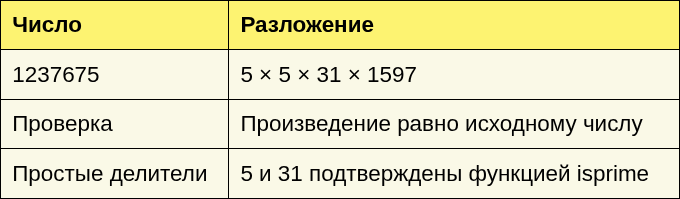 Число Разложение
1237675 5 × 5 × 31 × 1597
Проверка Произведение равно исходному числу
Простые делители 5 и 31 подтверждены функцией isprime